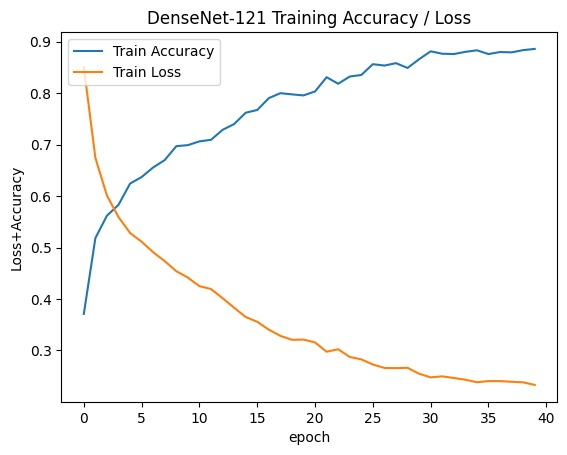 DenseNet-121 Training Accuracy / Loss
Train Accuracy
Train Loss
Loss+Accuracy
0.9
0.8
0.7
0.6
0.5
0.4
0.3
0 5 10 15 20 25 30 35 40
epoch